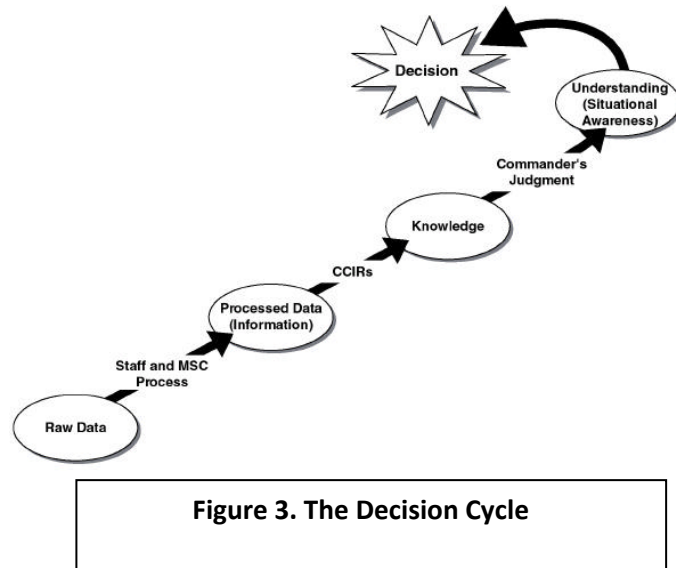 Decision
Understanding
(Situational
Awareness)
Commander's
Judgment
Knowledge
CCIRs
Processed Data
(Information)
Staff and MSC
Process
Raw Data
Figure 3. The Decision Cycle